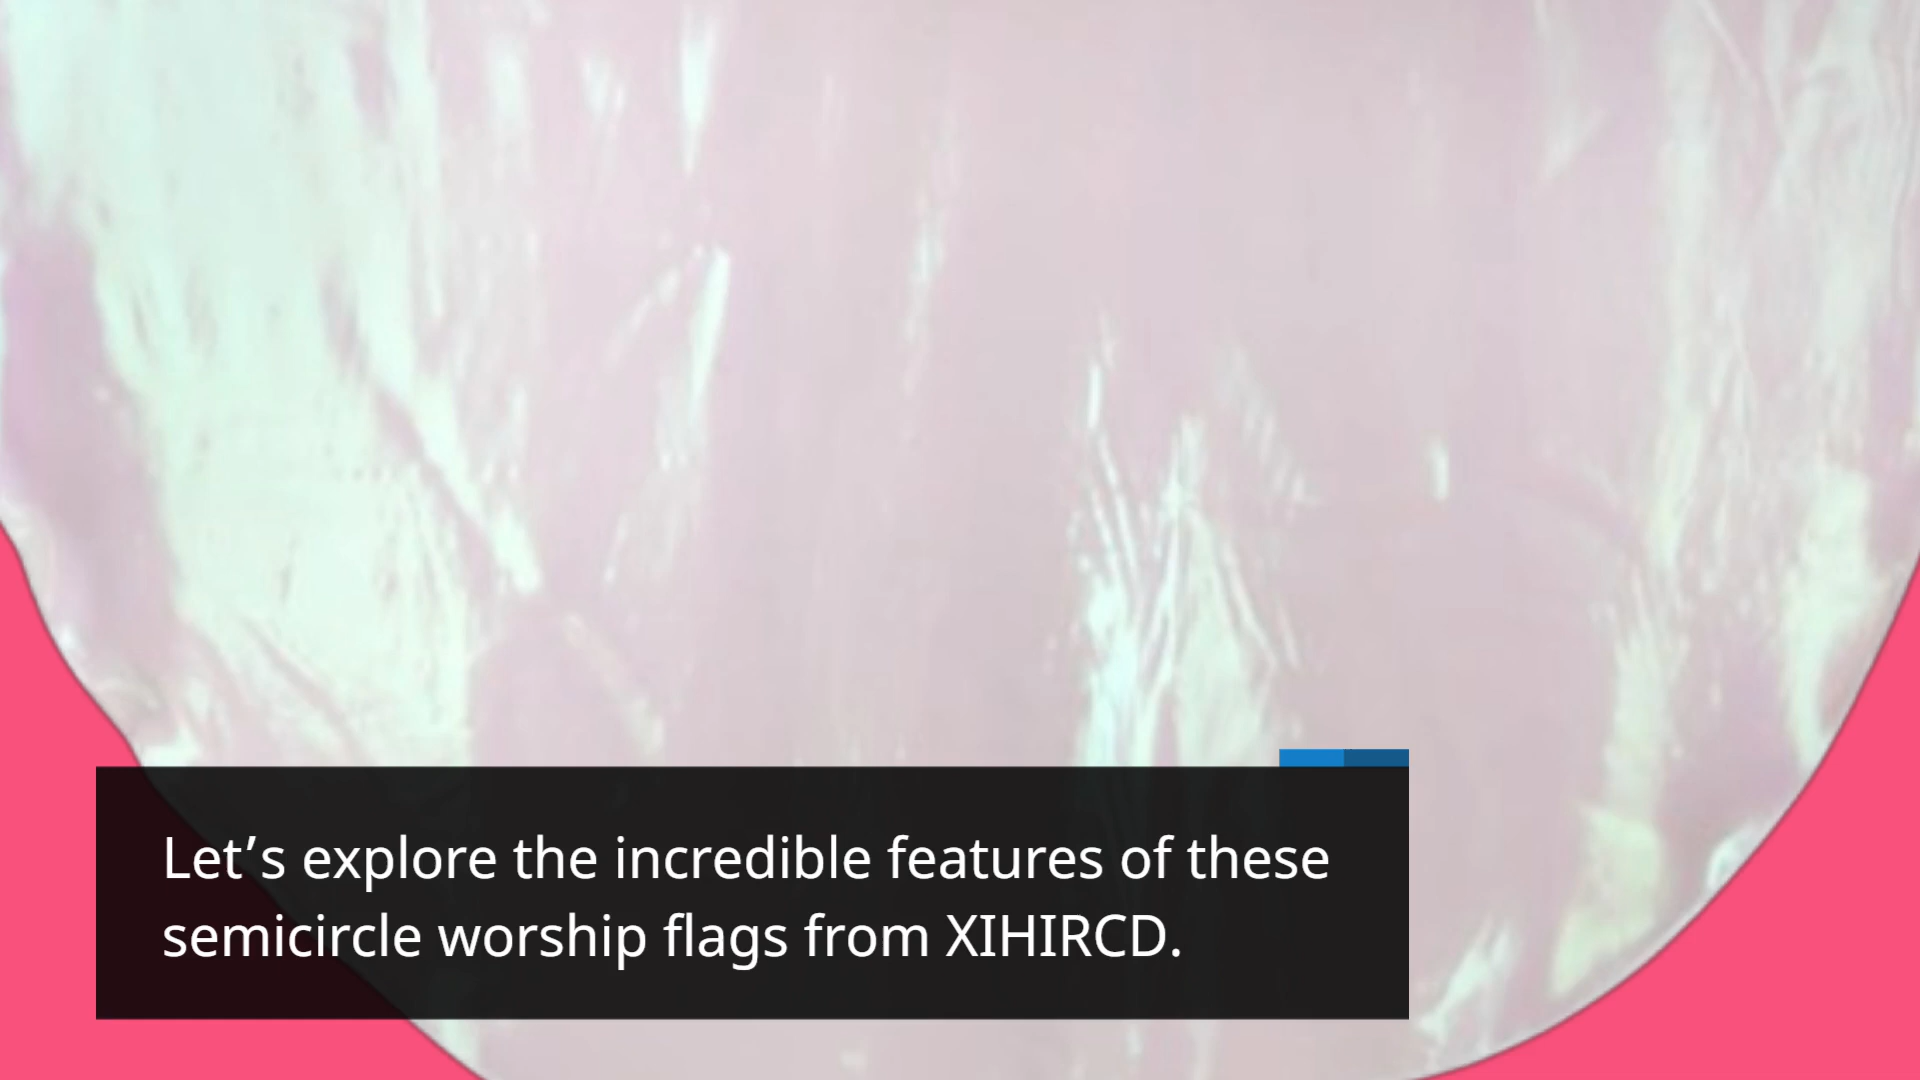 Let’s explore the incredible features of these
semicircle worship flags from XIHIRCD.